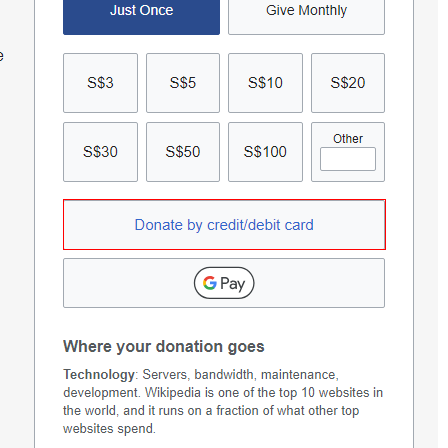 Just Once Give Monthly
e
S$3 S$5 S$10 S$20
S$30 S$50 S$100 Other
Donate by credit/debit card
G Pay
Where your donation goes
Technology: Servers, bandwidth, maintenance,
development. Wikipedia is one of the top 10 websites in
the world, and it runs on a fraction of what other top
websites spend.